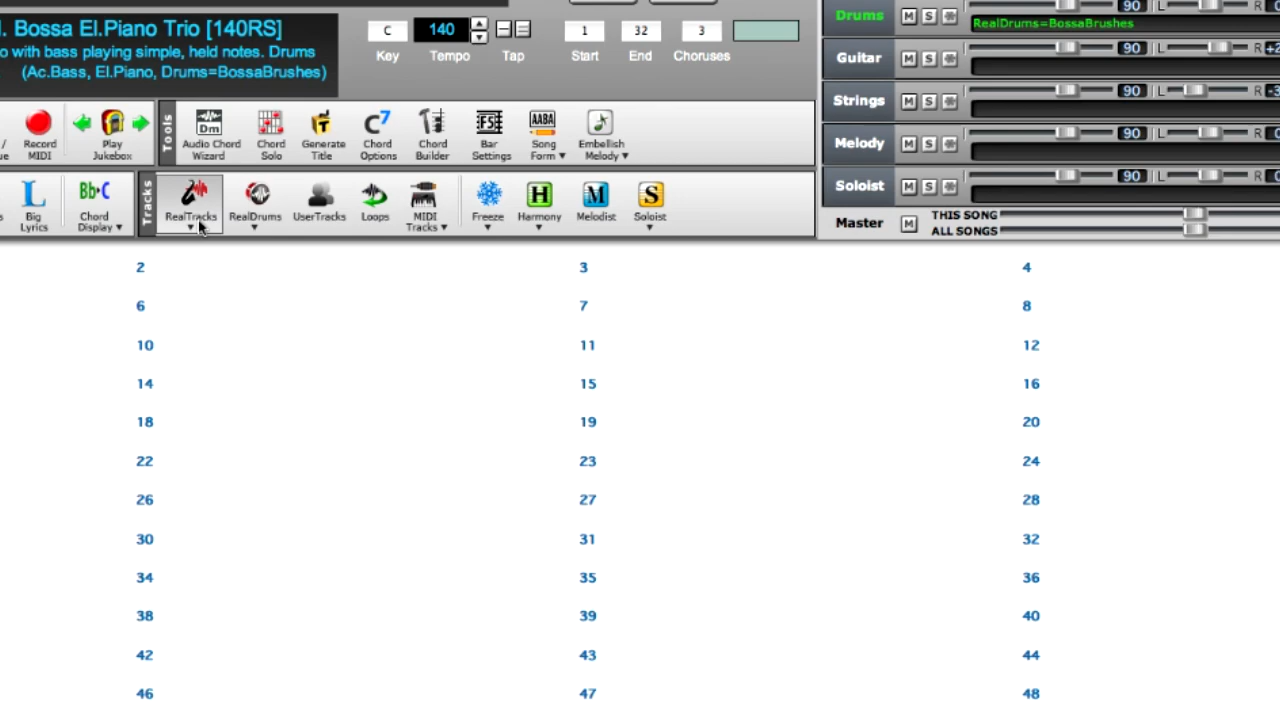 . Bossa El.Piano Trio [140RS]
o with bass playing simple, held notes. Drums
(Ac.Bass, El.Piano, Drums=BossaBrushes)
C 140 1 32 3
Key Tempo Tap Start End Choruses
Drums M S
RealDrums=BossaBrushes
Guitar M S 90 L R
Strings M S 90 L R
Melody M S 90 L R
Soloist M S 90 L R
Master M THIS SONG
ALL SONGS
Record MIDI
Play Jukebox
Tools
Dm
Audio Chord Wizard
Chord Solo
T
Generate Title
C7
Chord Options
Chord Builder
F5
Bar Settings
AABA
Song Form
Embellish Melody
L
Big Lyrics
Bb•C
Chord Display
Tracks
RealTracks
RealDrums
UserTracks
Loops
MIDI Tracks
Freeze
H
Harmony
M
Melodist
S
Soloist
2 3 4
6 7 8
10 11 12
14 15 16
18 19 20
22 23 24
26 27 28
30 31 32
34 35 36
38 39 40
42 43 44
46 47 48